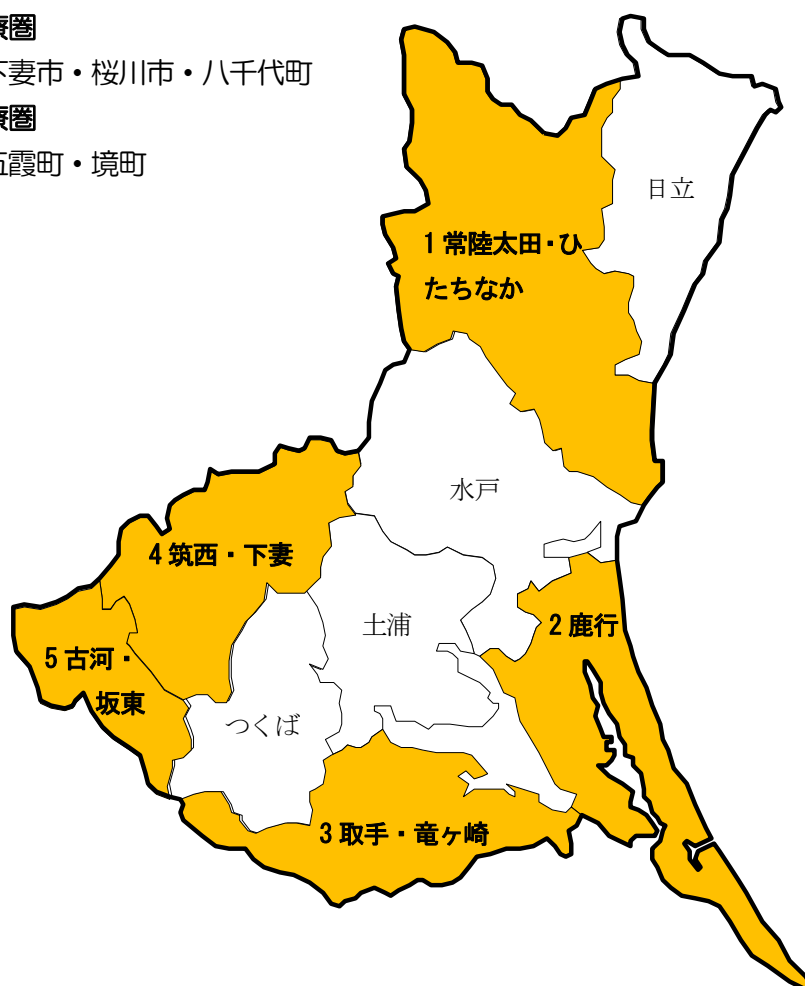 療圏
下妻市・桜川市・八千代町
療圏
五霞町・境町
日立
1 常陸太田・ひ
たちなか
水戸
4 筑西・下妻
土浦
2 鹿行
5 古河・
坂東
つくば
3 取手・竜ヶ崎